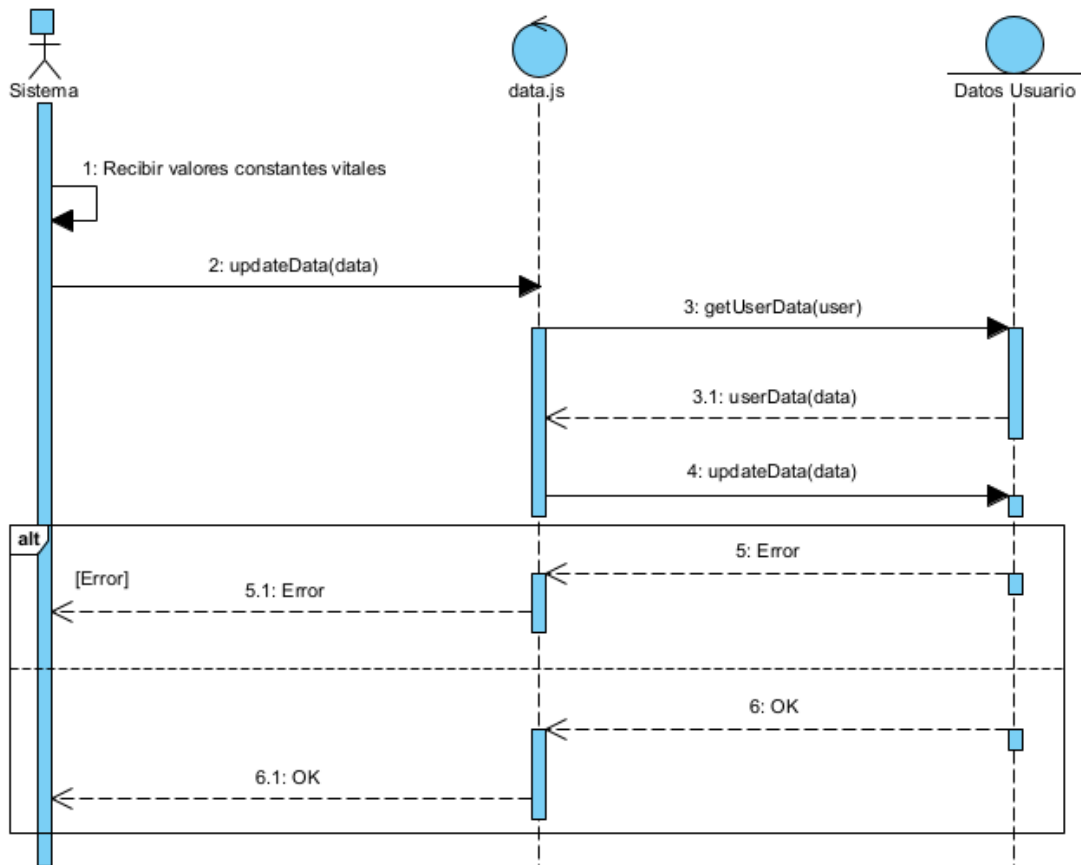 Sistema
data.js
Datos Usuario
1: Recibir valores constantes vitales
2: updateData(data)
3: getUserData(user)
3.1: userData(data)
4: updateData(data)
alt
5: Error
[Error]
5.1: Error
6: OK
6.1: OK